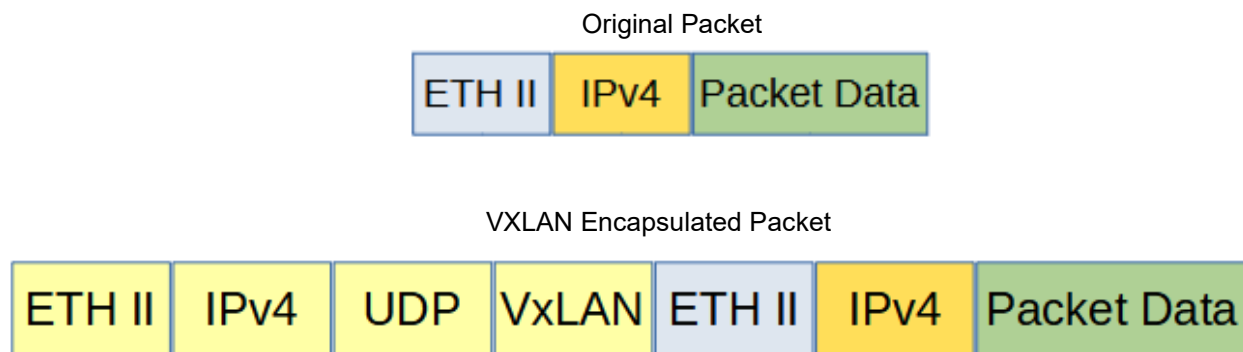 Original Packet
ETH II IPv4 Packet Data
VXLAN Encapsulated Packet
ETH II IPv4 UDP VxLAN ETH II IPv4 Packet Data